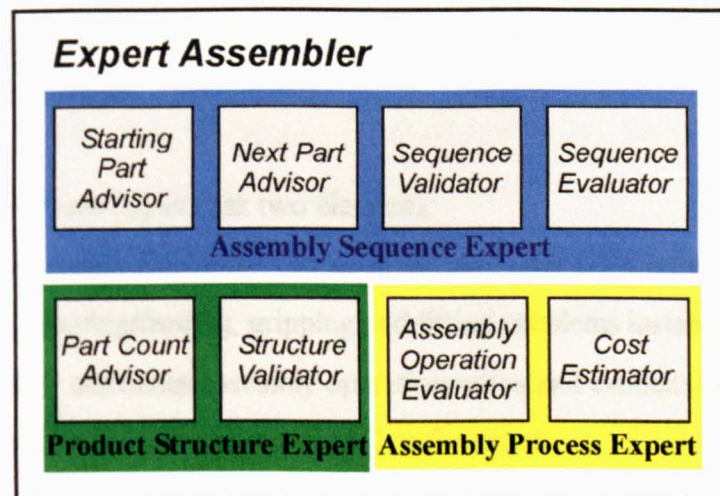 Expert Assembler
Starting
Part
Advisor
Next Part
Advisor
Sequence
Validator
Sequence
Evaluator
Assembly Sequence Expert
Part Count
Advisor
Structure
Validator
Product Structure Expert
Assembly
Operation
Evaluator
Cost
Estimator
Assembly Process Expert